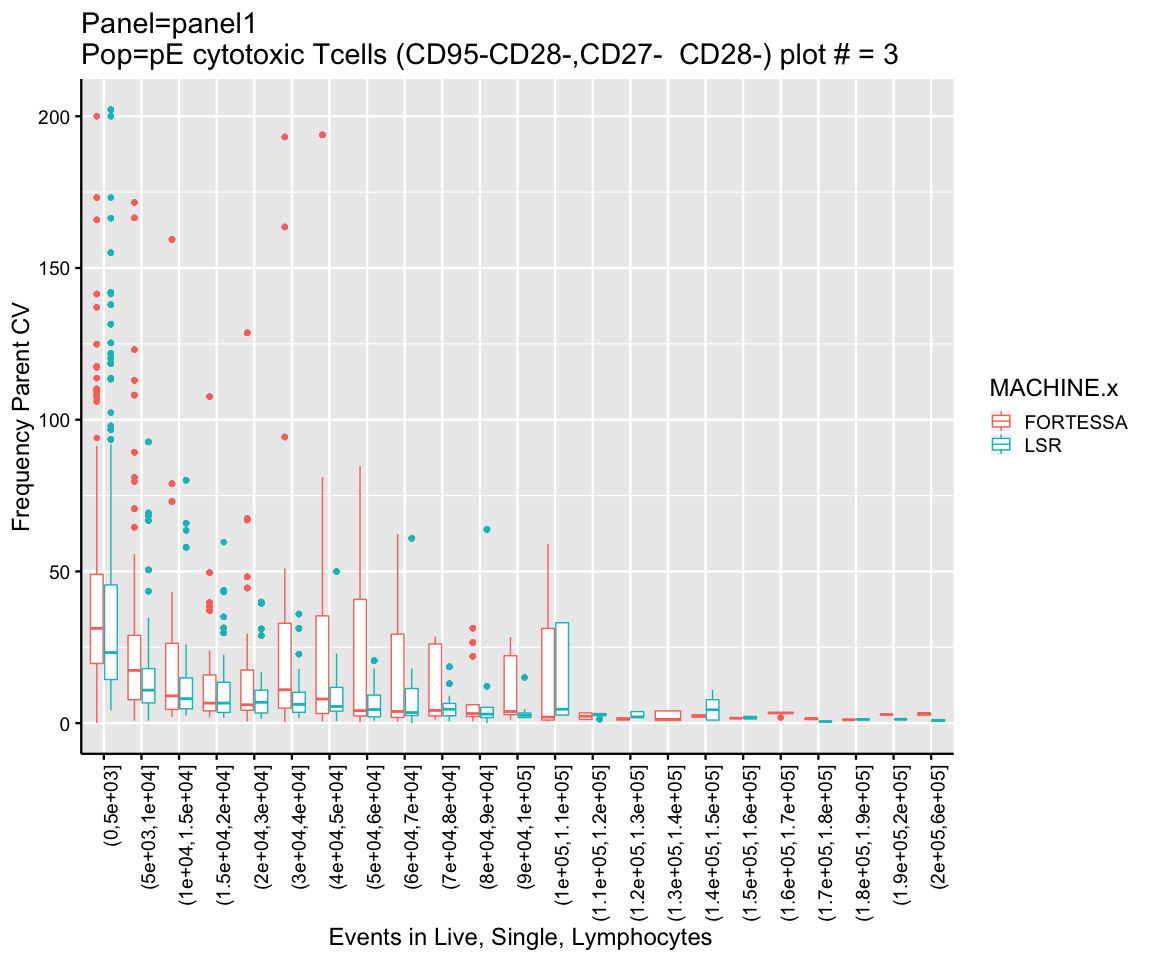 Panel=panel1
Pop=pE cytotoxic Tcells (CD95-CD28-,CD27-  CD28-) plot # = 3
200
150
100
50
0
Frequency Parent CV
(0,5e+03]
(5e+03,1e+04]
(1e+04,1.5e+04]
(1.5e+04,2e+04]
(2e+04,3e+04]
(3e+04,4e+04]
(4e+04,5e+04]
(5e+04,6e+04]
(6e+04,7e+04]
(7e+04,8e+04]
(8e+04,9e+04]
(9e+04,1e+05]
(1e+05,1.1e+05]
(1.1e+05,1.2e+05]
(1.2e+05,1.3e+05]
(1.3e+05,1.4e+05]
(1.4e+05,1.5e+05]
(1.5e+05,1.6e+05]
(1.6e+05,1.7e+05]
(1.7e+05,1.8e+05]
(1.8e+05,1.9e+05]
(1.9e+05,2e+05]
(2e+05,6e+05]
Events in Live, Single, Lymphocytes
MACHINE.x
FORTESSA
LSR